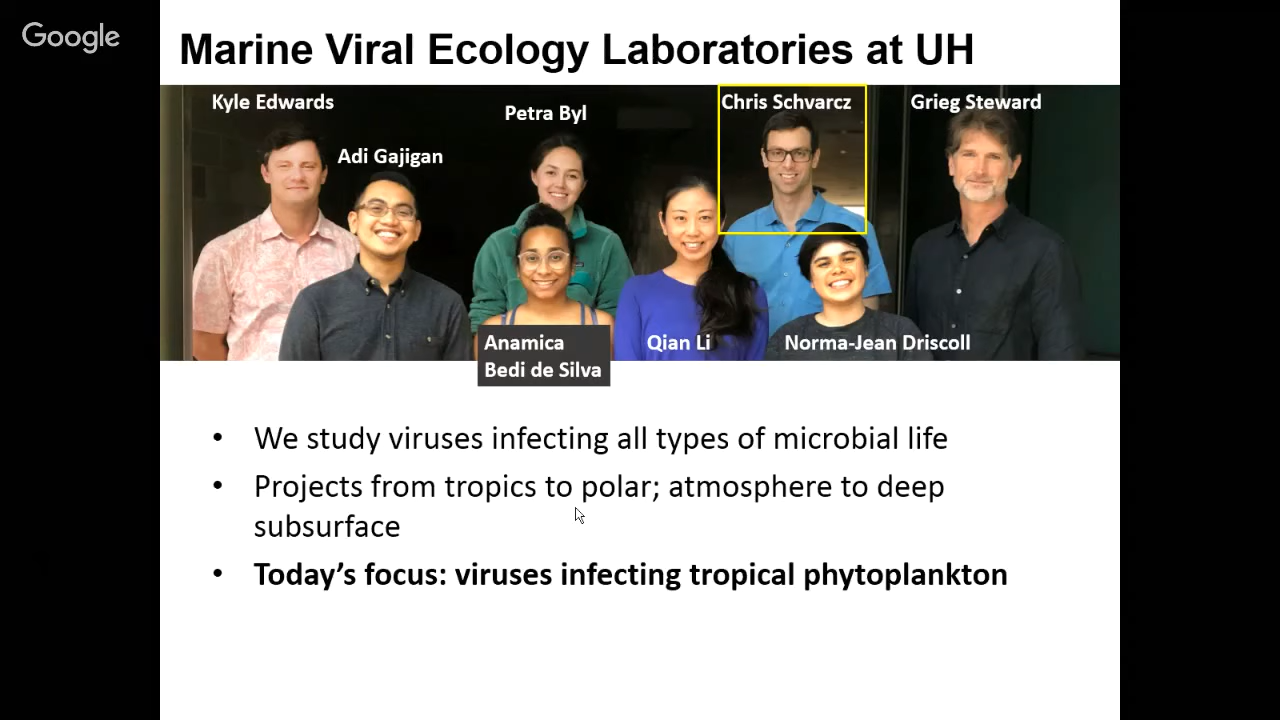 Google
Marine Viral Ecology Laboratories at UH
Kyle Edwards
Adi Gajigan
Petra Byl
Chris Schvarcz
Grieg Steward
Anamica
Bedi de Silva
Qian Li
Norma-Jean Driscoll
• We study viruses infecting all types of microbial life
• Projects from tropics to polar; atmosphere to deep
subsurface
• Today’s focus: viruses infecting tropical phytoplankton